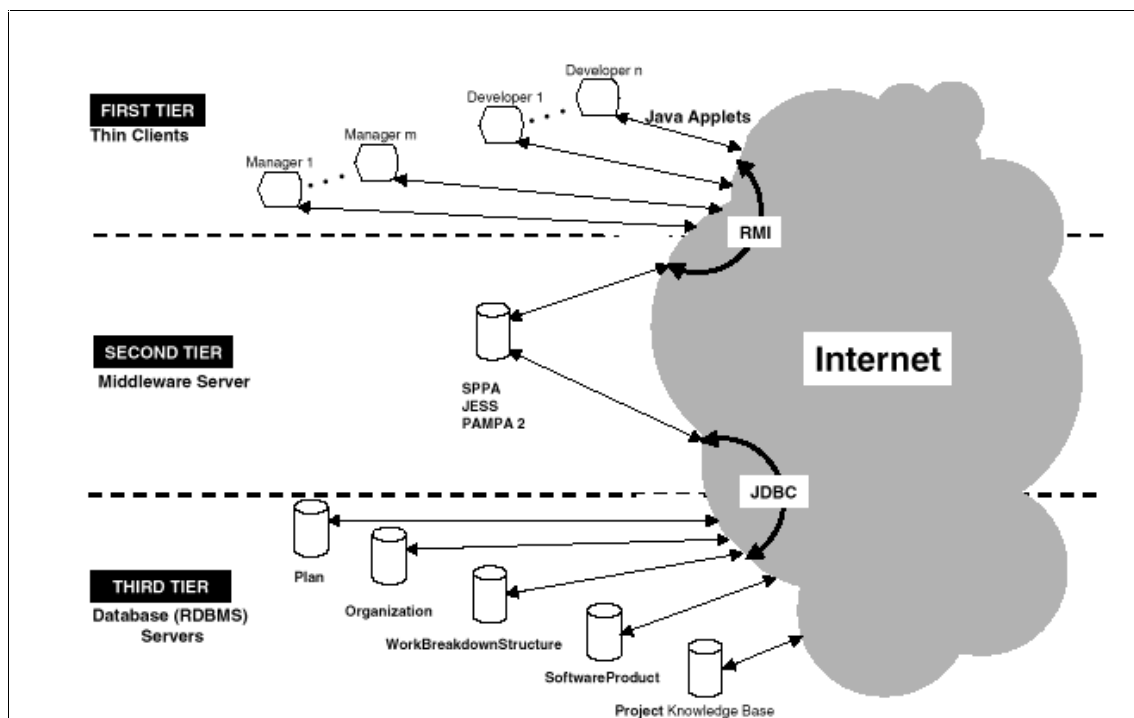 Developer n
FIRST TIER
Thin Clients
Developer 1
Java Applets
Manager m
Manager 1
RMI
SECOND TIER
Middleware Server
Internet
SPPA
JESS
PAMPA 2
JDBC
THIRD TIER
Database (RDBMS)
Servers
Plan
Organization
WorkBreakdownStructure
SoftwareProduct
Project Knowledge Base